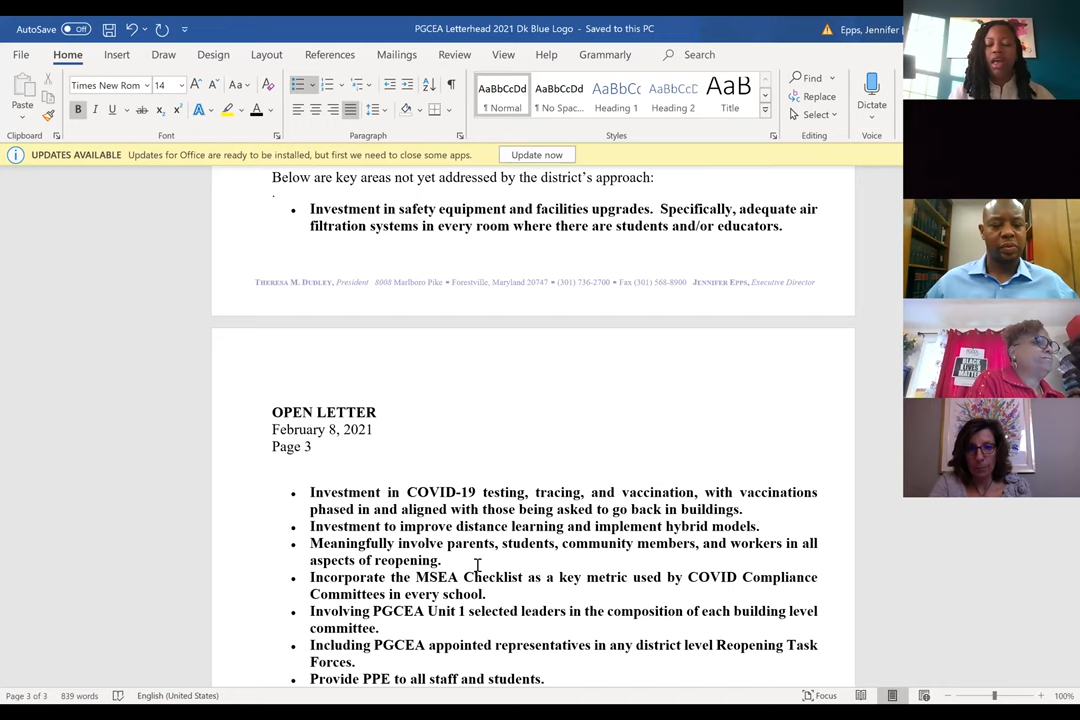 AutoSave Off PGCEA Letterhead 2021 Dk Blue Logo - Saved to this PC Epps, Jennifer
File Home Insert Draw Design Layout References Mailings Review View Help Grammarly Search
Paste
Times New Rom 14 Aa
B I U ab x₂ x² A A
AaBbCcDd AaBbCcDd AaBbCc AaBbCcD AaB
¶ Normal ¶ No Spac... Heading 1 Heading 2 Title
Find
Replace
Select
Dictate
Clipboard Font Paragraph Styles Editing Voice
UPDATES AVAILABLE Updates for Office are ready to be installed, but first we need to close some apps. Update now
Below are key areas not yet addressed by the district's approach:
.
• Investment in safety equipment and facilities upgrades. Specifically, adequate air
filtration systems in every room where there are students and/or educators.
THERESA M. DUDLEY, President 8008 Marlboro Pike ▪ Forestville, Maryland 20747 ▪ (301) 736-2700 ▪ Fax (301) 568-8900 JENNIFER EPPS, Executive Director
OPEN LETTER
February 8, 2021
Page 3
• Investment in COVID-19 testing, tracing, and vaccination, with vaccinations
phased in and aligned with those being asked to go back in buildings.
• Investment to improve distance learning and implement hybrid models.
• Meaningfully involve parents, students, community members, and workers in all
aspects of reopening.
• Incorporate the MSEA Checklist as a key metric used by COVID Compliance
Committees in every school.
• Involving PGCEA Unit 1 selected leaders in the composition of each building level
committee.
• Including PGCEA appointed representatives in any district level Reopening Task
Forces.
• Provide PPE to all staff and students.
Page 3 of 3 839 words English (United States) Focus 100%
BLACK
LIVES
MATTER